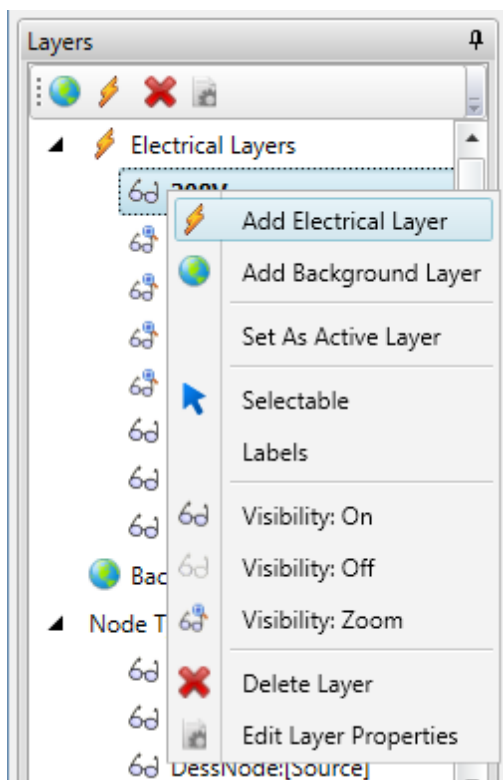 Layers
Electrical Layers
Add Electrical Layer
Add Background Layer
Set As Active Layer
Selectable
Labels
Visibility: On
Visibility: Off
Bac
Visibility: Zoom
Node T
Delete Layer
Edit Layer Properties
DessNode:[Source]